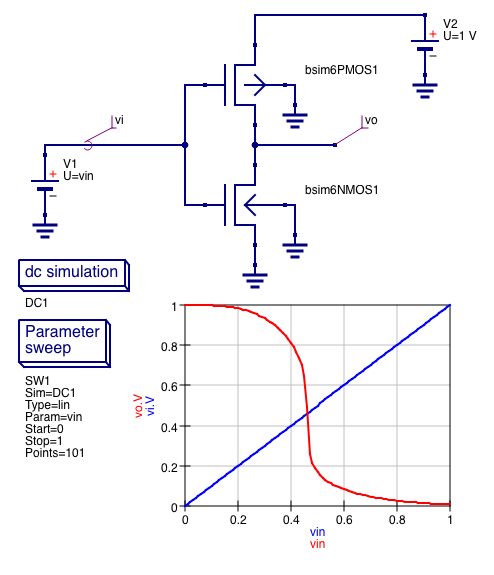 V2
U=1 V
bsim6PMOS1
vi
vo
V1
U=vin
bsim6NMOS1
dc simulation
DC1
Parameter
sweep
SW1
Sim=DC1
Type=lin
Param=vin
Start=0
Stop=1
Points=101
vo.V
vi.V
1
0.8
0.6
0.4
0.2
0
0 0.2 0.4 0.6 0.8 1
vin
vin